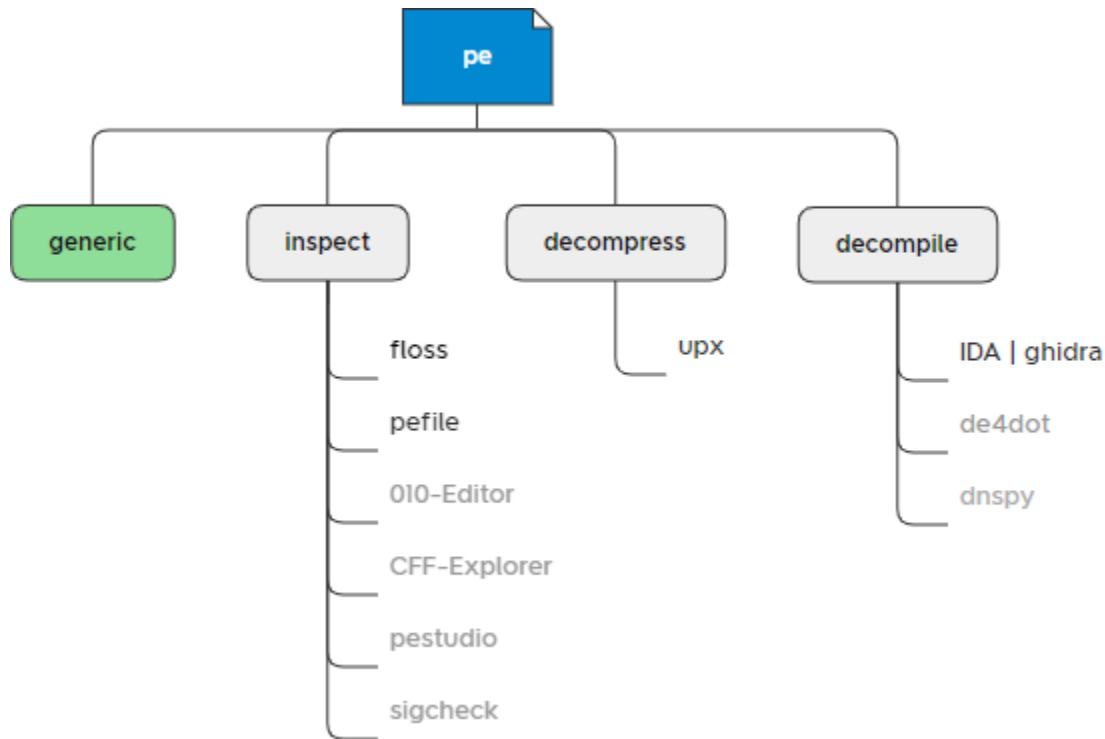 pe
generic
inspect
decompress
decompile
floss
pefile
010-Editor
CFF-Explorer
pestudio
sigcheck
upx
IDA | ghidra
de4dot
dnspy